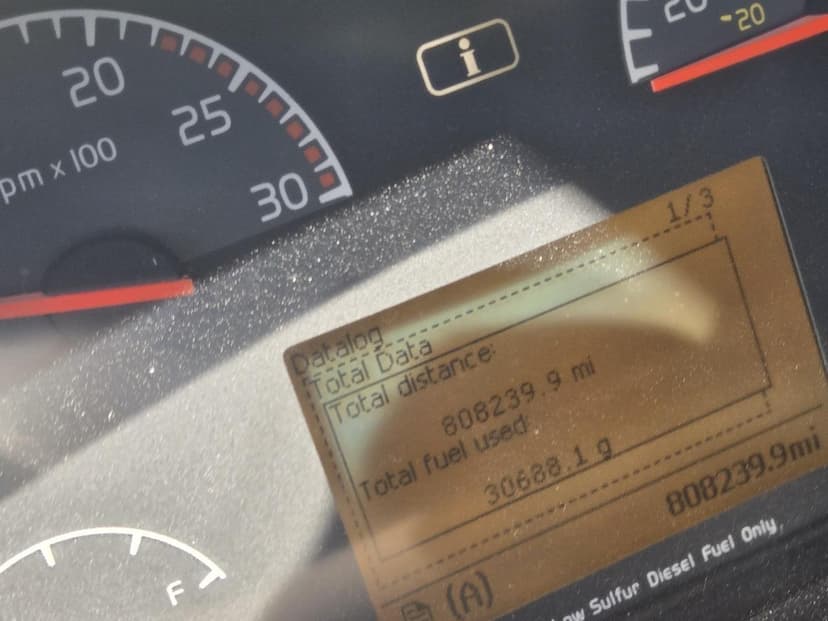 20
25
30
pm x 100
i
-20
1/3
Datalog
Total Data
Total distance:
808239.9 mi
Total fuel used:
30688.1 g
808239.9mi
(A)
Low Sulfur Diesel Fuel Only
F